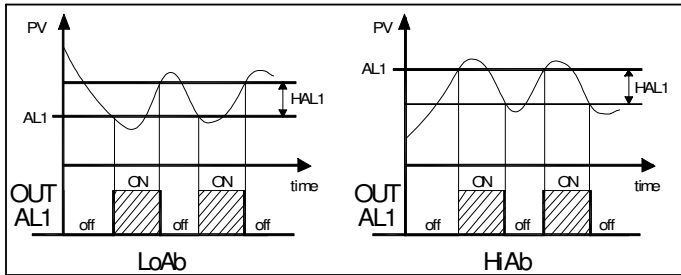 PV
HAL1
AL1
time
OUT
AL1
off
ON
off
ON
off
LoAb
PV
AL1
HAL1
time
OUT
AL1
off
ON
off
ON
off
HiAb